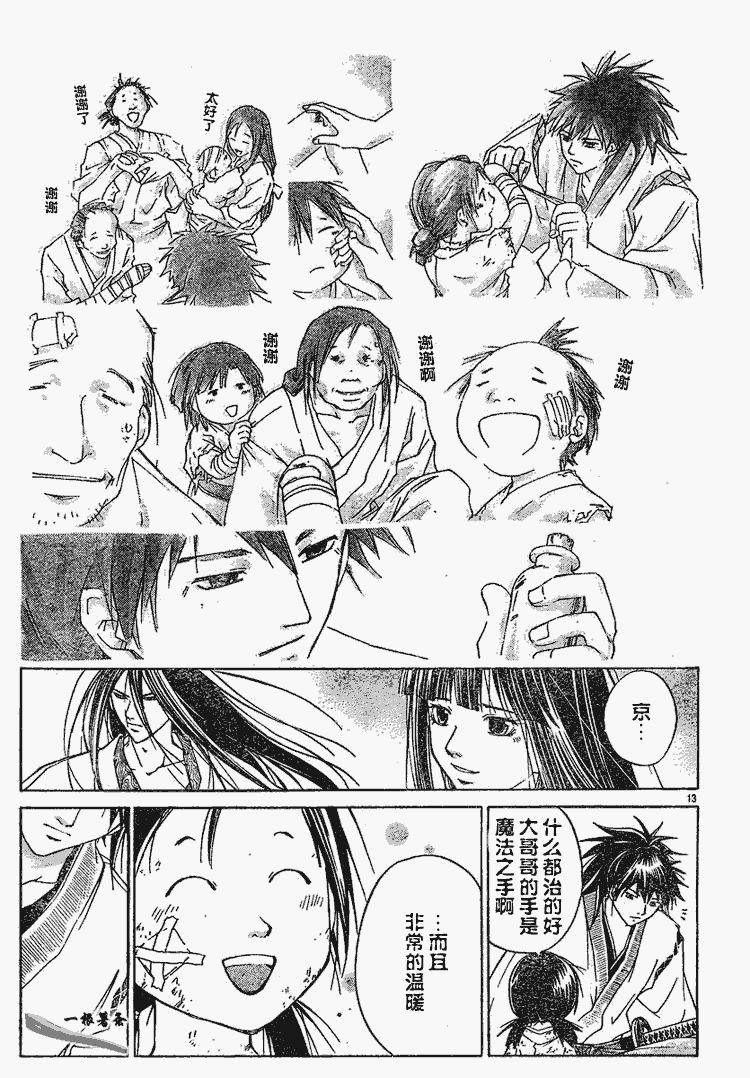 太好了
谢谢了
谢谢
谢谢
谢谢啊
谢谢
京…
13
什么都治的好
大哥哥的手是
魔法之手啊
…而且
非常的温暖
一根薯条